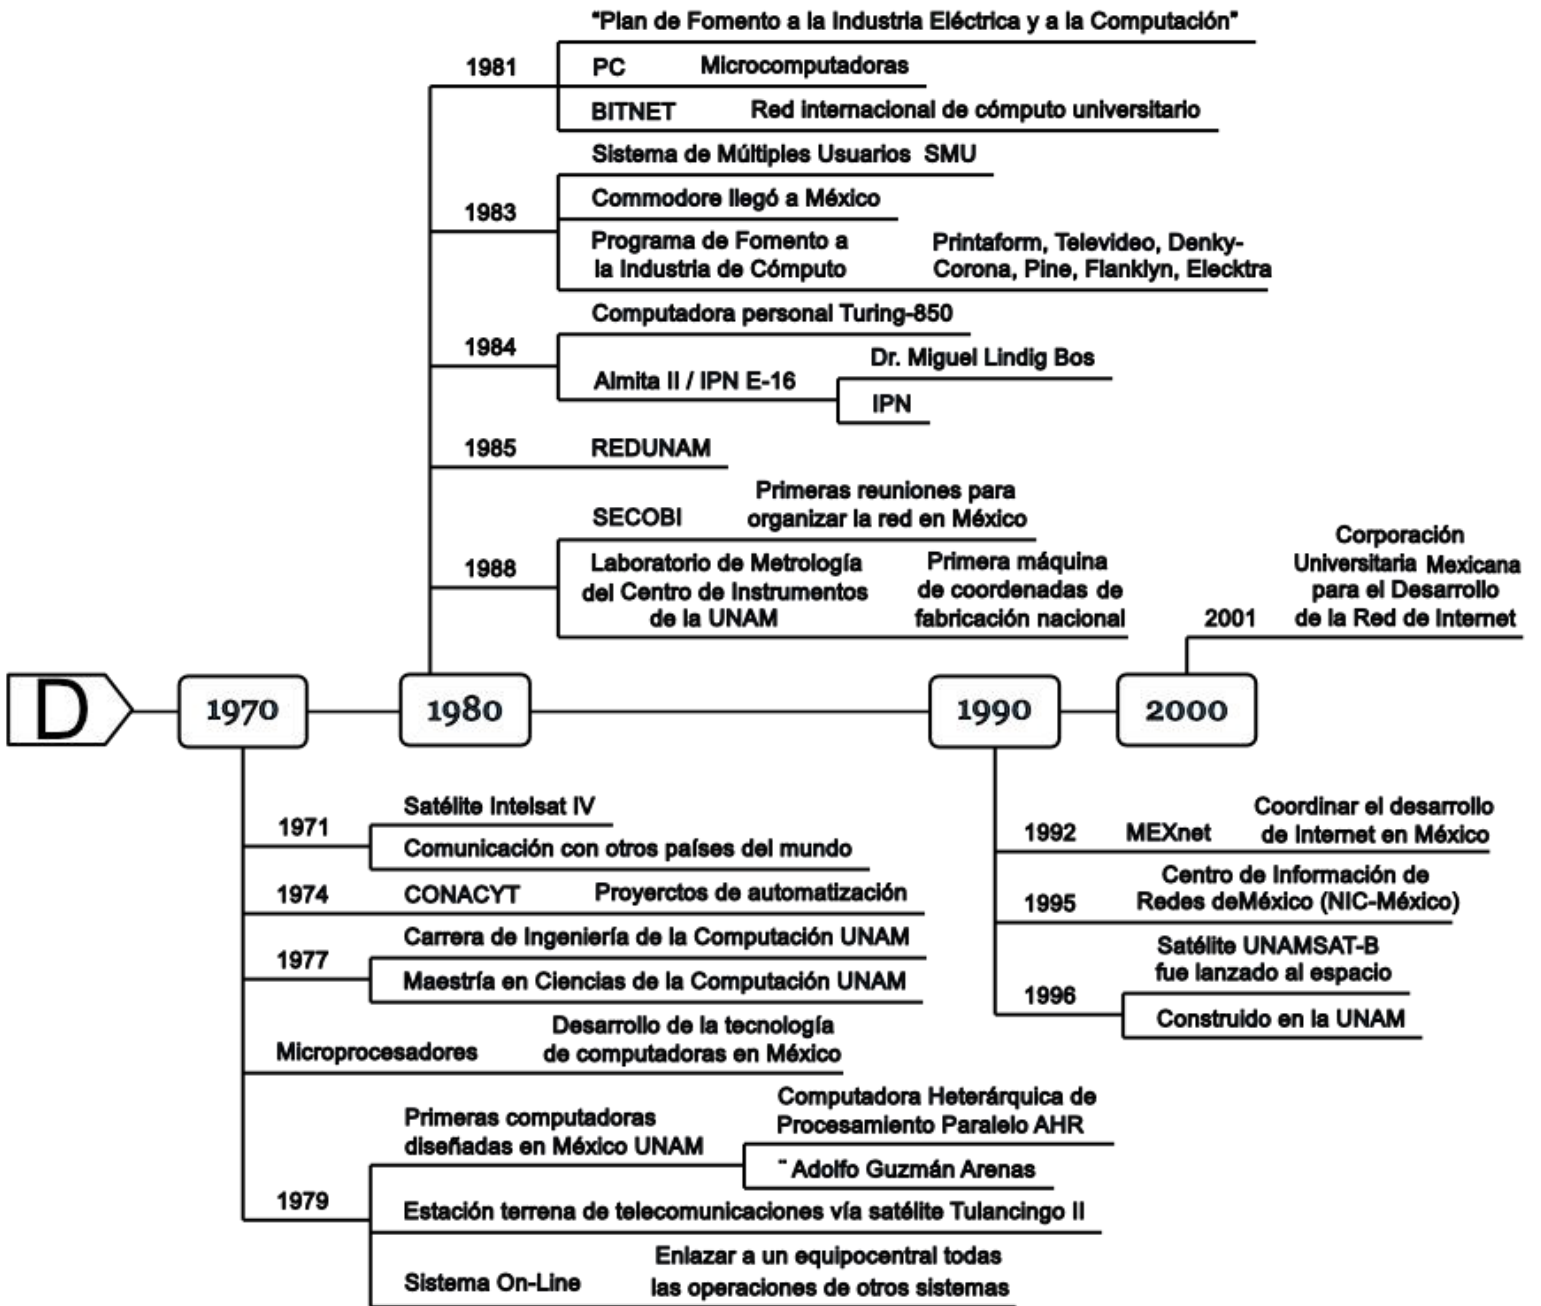 “Plan de Fomento a la Industria Eléctrica y a la Computación”
1981
PC Microcomputadoras
BITNET Red internacional de cómputo universitario
Sistema de Múltiples Usuarios SMU
1983
Commodore llegó a México
Programa de Fomento a
la Industria de Cómputo
Printaform, Televideo, Denky-
Corona, Pine, Flanklyn, Elecktra
Computadora personal Turing-850
1984
Almita II / IPN E-16
Dr. Miguel Lindig Bos
IPN
1985 REDUNAM
1988
SECOBI
Primeras reuniones para
organizar la red en México
Laboratorio de Metrología
del Centro de Instrumentos
de la UNAM
Primera máquina
de coordenadas de
fabricación nacional
2001
Corporación
Universitaria Mexicana
para el Desarrollo
de la Red de Internet
D 1970 1980 1990 2000
1971
Satélite Intelsat IV
Comunicación con otros países del mundo
1974 CONACYT Proyerctos de automatización
1977
Carrera de Ingeniería de la Computación UNAM
Maestría en Ciencias de la Computación UNAM
Microprocesadores
Desarrollo de la tecnología
de computadoras en México
1979
Primeras computadoras
diseñadas en México UNAM
Computadora Heterárquica de
Procesamiento Paralelo AHR
¨ Adolfo Guzmán Arenas
Estación terrena de telecomunicaciones vía satélite Tulancingo II
Sistema On-Line
Enlazar a un equipocentral todas
las operaciones de otros sistemas
1992 MEXnet
Coordinar el desarrollo
de Internet en México
1995
Centro de Información de
Redes deMéxico (NIC-México)
1996
Satélite UNAMSAT-B
fue lanzado al espacio
Construido en la UNAM